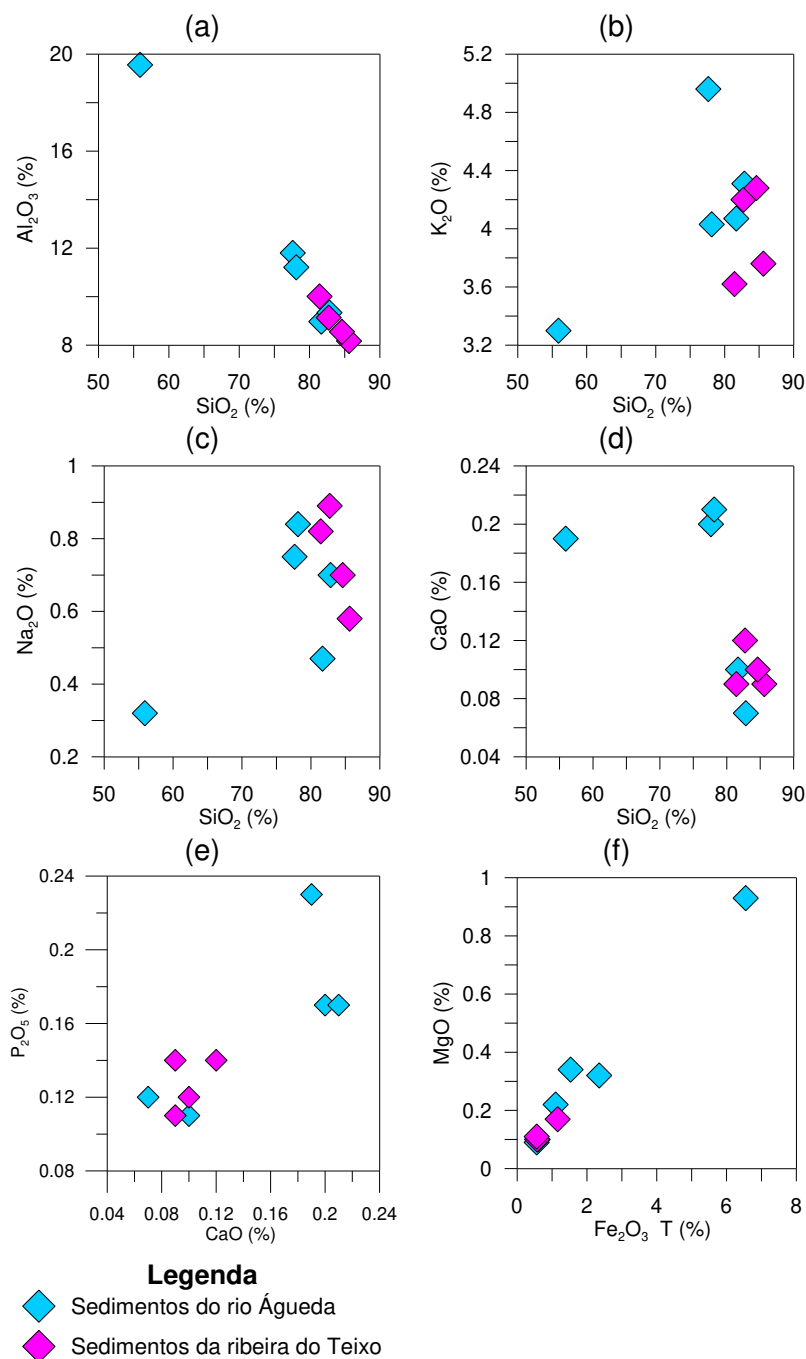 (a)
20
16
12
8
Al₂O₃ (%)
50 60 70 80 90
SiO₂ (%)
(b)
5.2
4.8
4.4
4
3.6
3.2
K₂O (%)
50 60 70 80 90
SiO₂ (%)
(c)
1
0.8
0.6
0.4
0.2
Na₂O (%)
50 60 70 80 90
SiO₂ (%)
(d)
0.24
0.2
0.16
0.12
0.08
0.04
CaO (%)
50 60 70 80 90
SiO₂ (%)
(e)
0.24
0.2
0.16
0.12
0.08
P₂O₅ (%)
0.04 0.08 0.12 0.16 0.2 0.24
CaO (%)
(f)
1
0.8
0.6
0.4
0.2
0
MgO (%)
0 2 4 6 8
Fe₂O₃ T (%)
Legenda
Sedimentos do rio Águeda
Sedimentos da ribeira do Teixo